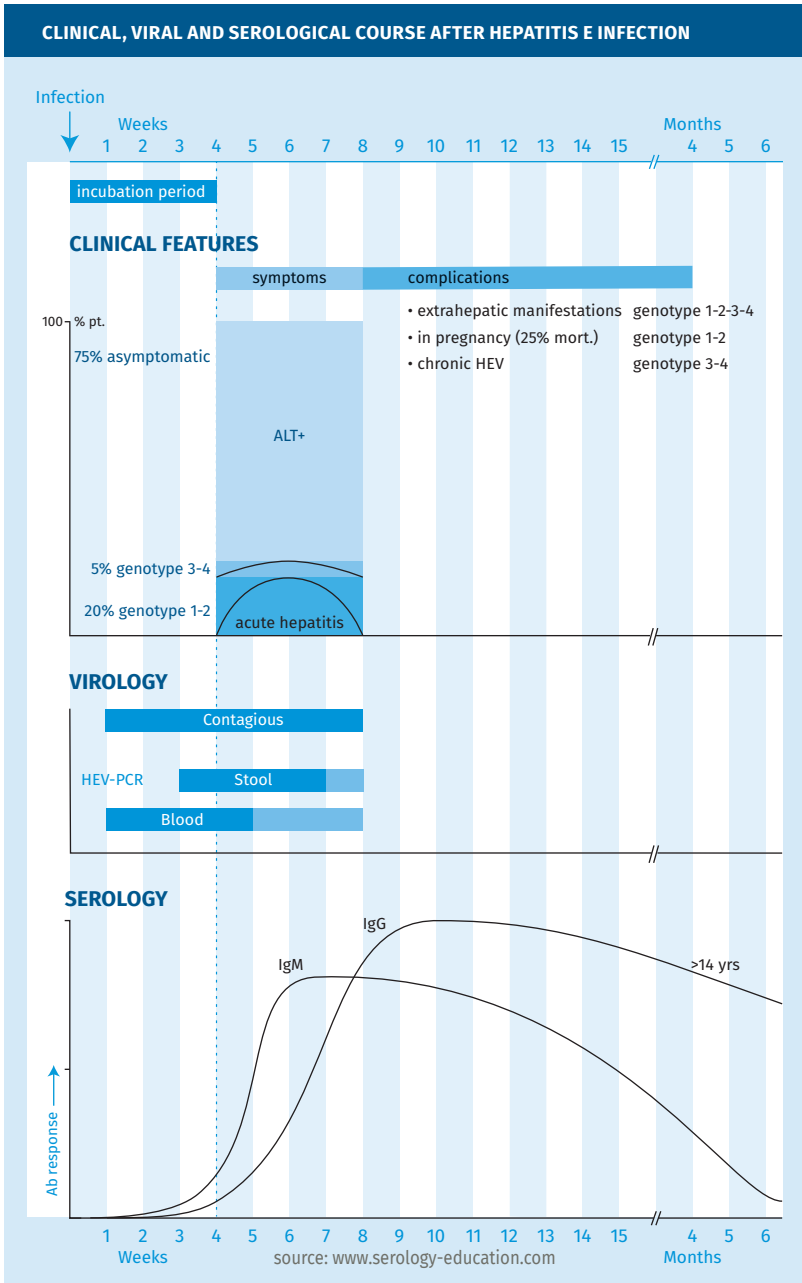 CLINICAL, VIRAL AND SEROLOGICAL COURSE AFTER HEPATITIS E INFECTION
Infection
Weeks Months
1 2 3 4 5 6 7 8 9 10 11 12 13 14 15 // 4 5 6
incubation period
CLINICAL FEATURES
symptoms complications
• extrahepatic manifestations genotype 1-2-3-4
100 % pt.
• in pregnancy (25% mort.) genotype 1-2
75% asymptomatic
• chronic HEV genotype 3-4
ALT+
5% genotype 3-4
20% genotype 1-2
acute hepatitis
//
VIROLOGY
Contagious
HEV-PCR Stool
Blood
//
SEROLOGY
IgG
IgM >14 yrs
Ab response
//
1 2 3 4 5 6 7 8 9 10 11 12 13 14 15 4 5 6
Weeks source: www.serology-education.com Months